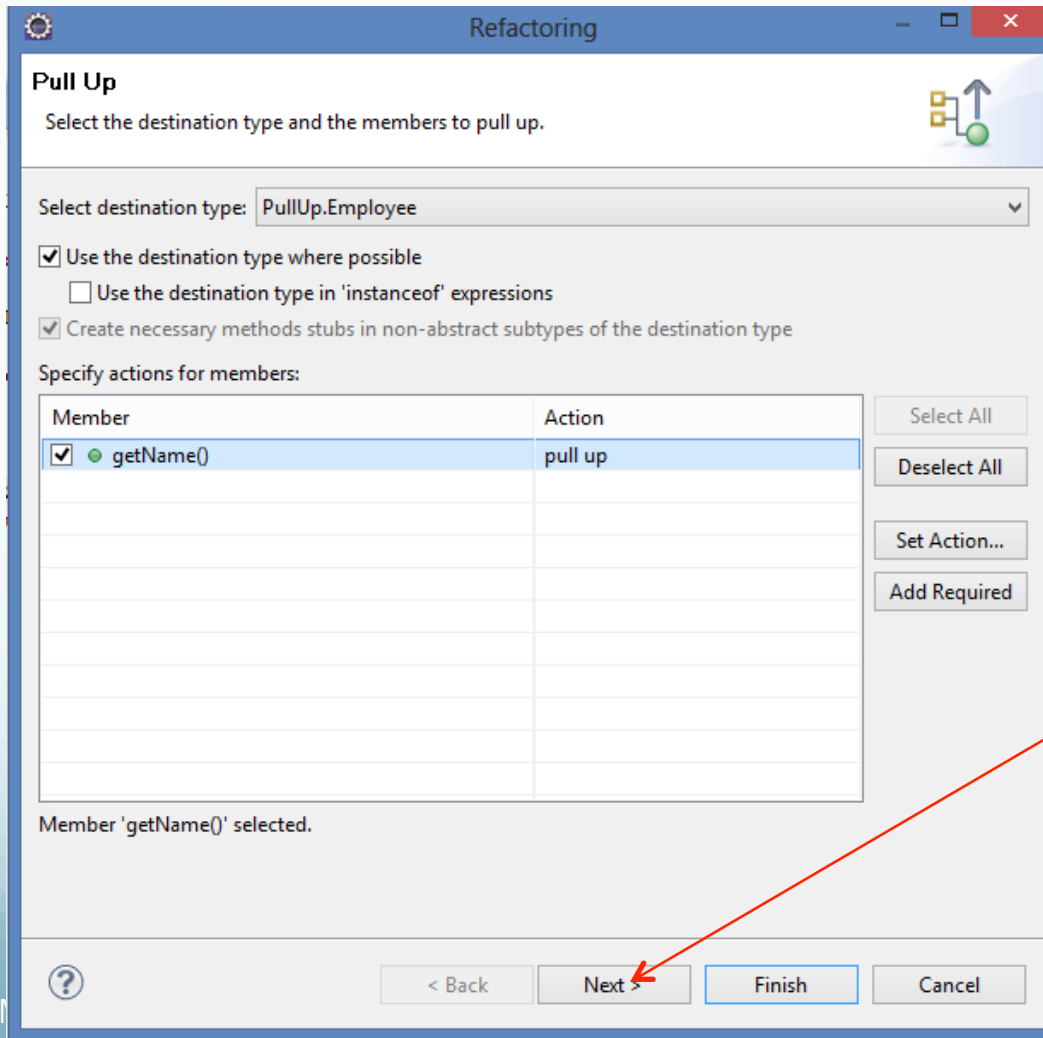 Refactoring
Pull Up
Select the destination type and the members to pull up.
Select destination type: PullUp.Employee
Use the destination type where possible
Use the destination type in 'instanceof' expressions
Create necessary methods stubs in non-abstract subtypes of the destination type
Specify actions for members:
Member Action
getName() pull up
Select All
Deselect All
Set Action...
Add Required
Member 'getName()' selected.
< Back Next > Finish Cancel